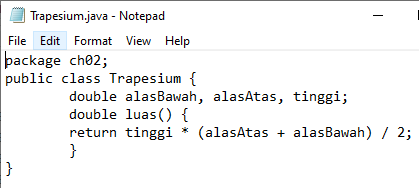 Trapesium.java - Notepad
File Edit Format View Help
package ch02;
public class Trapesium {
        double alasBawah, alasAtas, tinggi;
        double luas() {
        return tinggi * (alasAtas + alasBawah) / 2;
        }
}